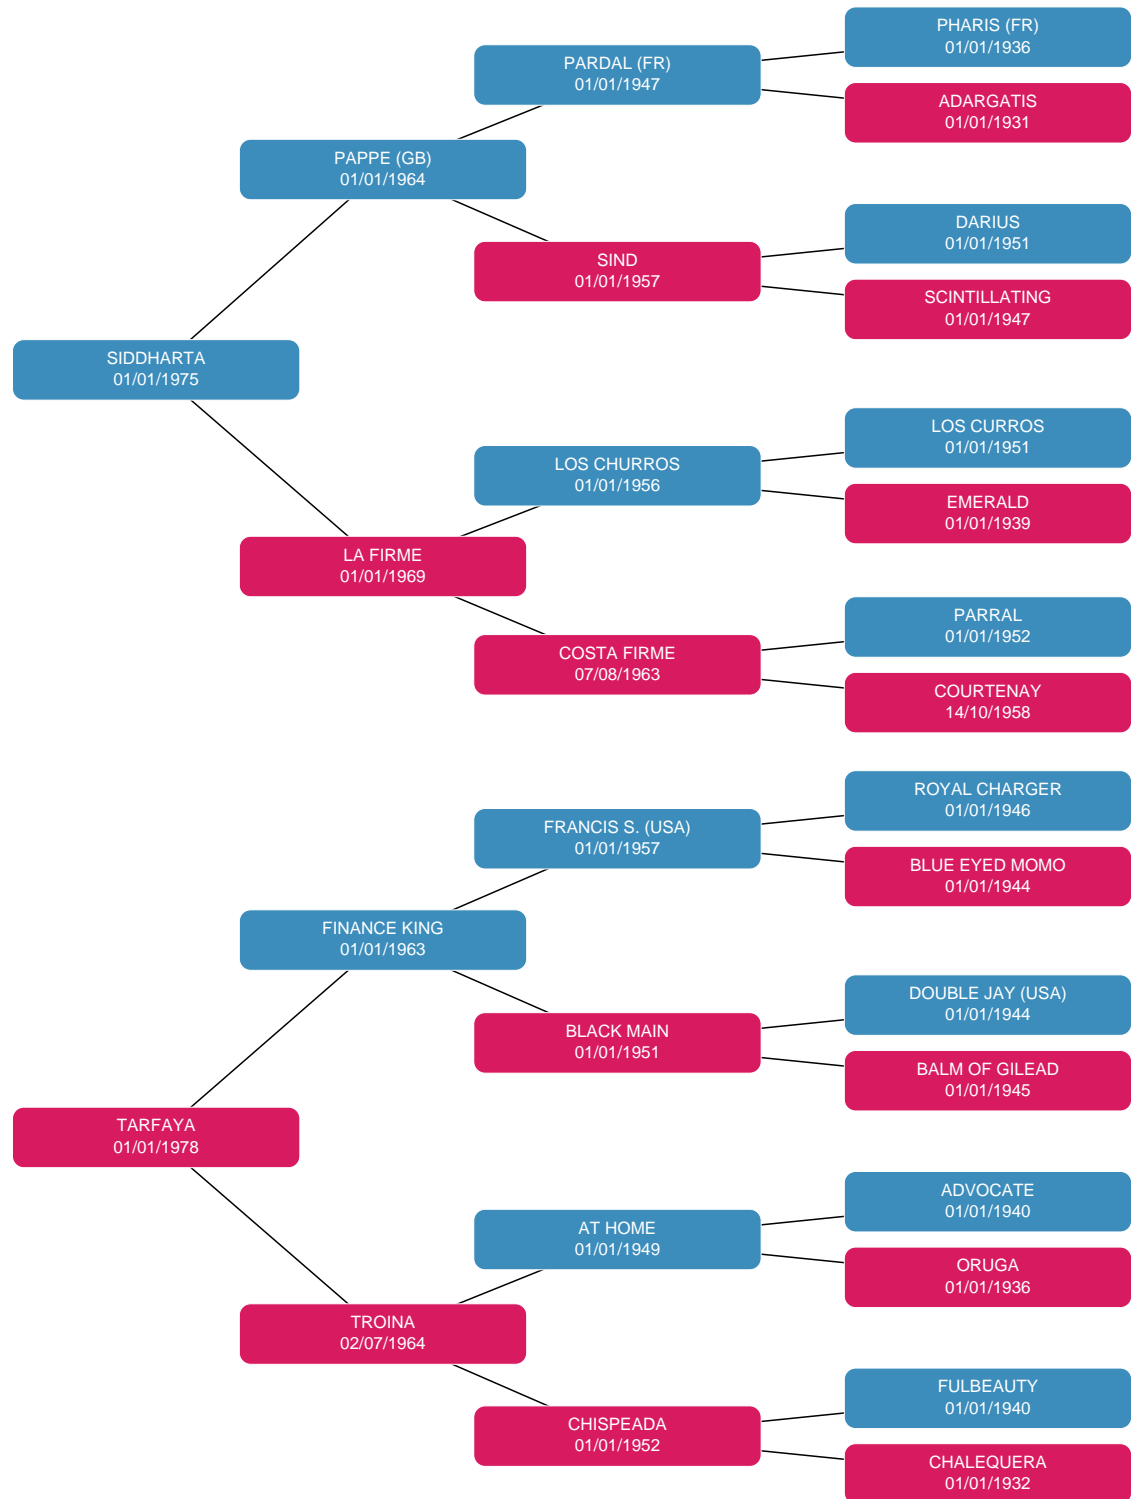 PHARIS (FR)
01/01/1936
PARDAL (FR)
01/01/1947
ADARGATIS
01/01/1931
PAPPE (GB)
01/01/1964
DARIUS
01/01/1951
SIND
01/01/1957
SCINTILLATING
01/01/1947
SIDDHARTA
01/01/1975
LOS CURROS
01/01/1951
LOS CHURROS
01/01/1956
EMERALD
01/01/1939
LA FIRME
01/01/1969
PARRAL
01/01/1952
COSTA FIRME
07/08/1963
COURTENAY
14/10/1958
ROYAL CHARGER
01/01/1946
FRANCIS S. (USA)
01/01/1957
BLUE EYED MOMO
01/01/1944
FINANCE KING
01/01/1963
DOUBLE JAY (USA)
01/01/1944
BLACK MAIN
01/01/1951
BALM OF GILEAD
01/01/1945
TARFAYA
01/01/1978
ADVOCATE
01/01/1940
AT HOME
01/01/1949
ORUGA
01/01/1936
TROINA
02/07/1964
FULBEAUTY
01/01/1940
CHISPEADA
01/01/1952
CHALEQUERA
01/01/1932